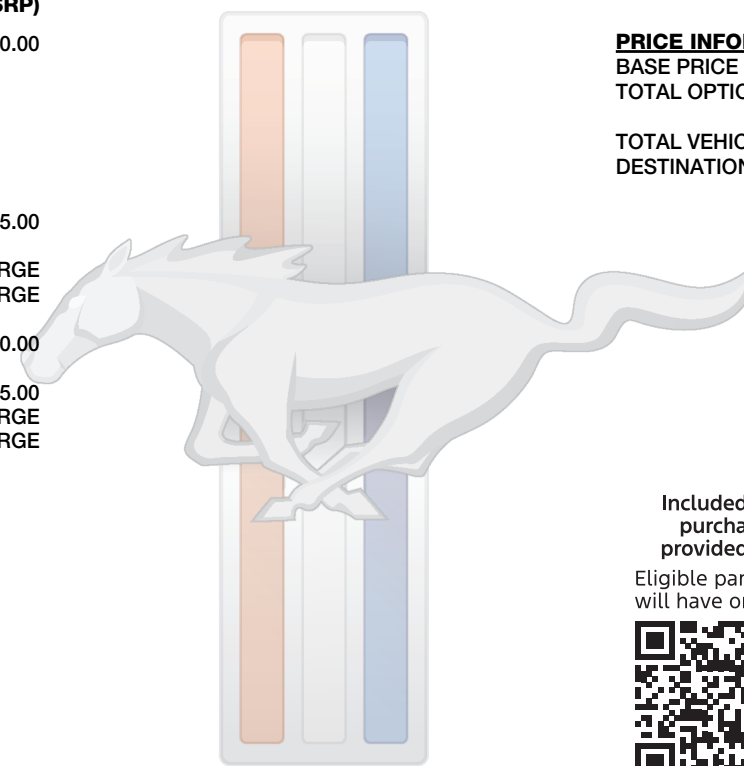 SRP)
0.00
5.00
RGE
RGE
0.00
5.00
RGE
RGE
PRICE INFO
BASE PRICE
TOTAL OPTIO
TOTAL VEHIC
DESTINATION
Included
purcha
provided
Eligible par
will have or